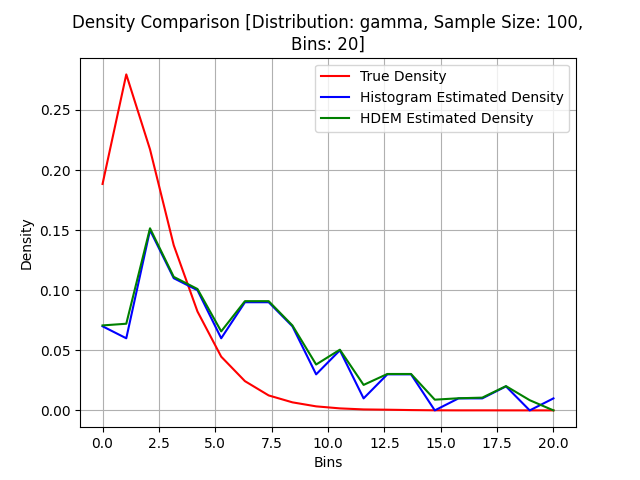 Density Comparison [Distribution: gamma, Sample Size: 100,
Bins: 20]
True Density
Histogram Estimated Density
HDEM Estimated Density
Density
0.25
0.20
0.15
0.10
0.05
0.00
0.0 2.5 5.0 7.5 10.0 12.5 15.0 17.5 20.0
Bins